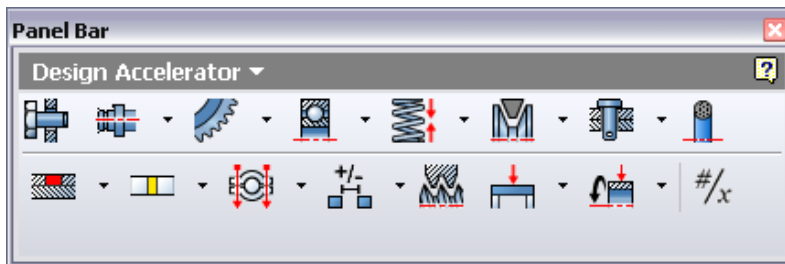 Panel Bar
Design Accelerator
?
+/-
#/x